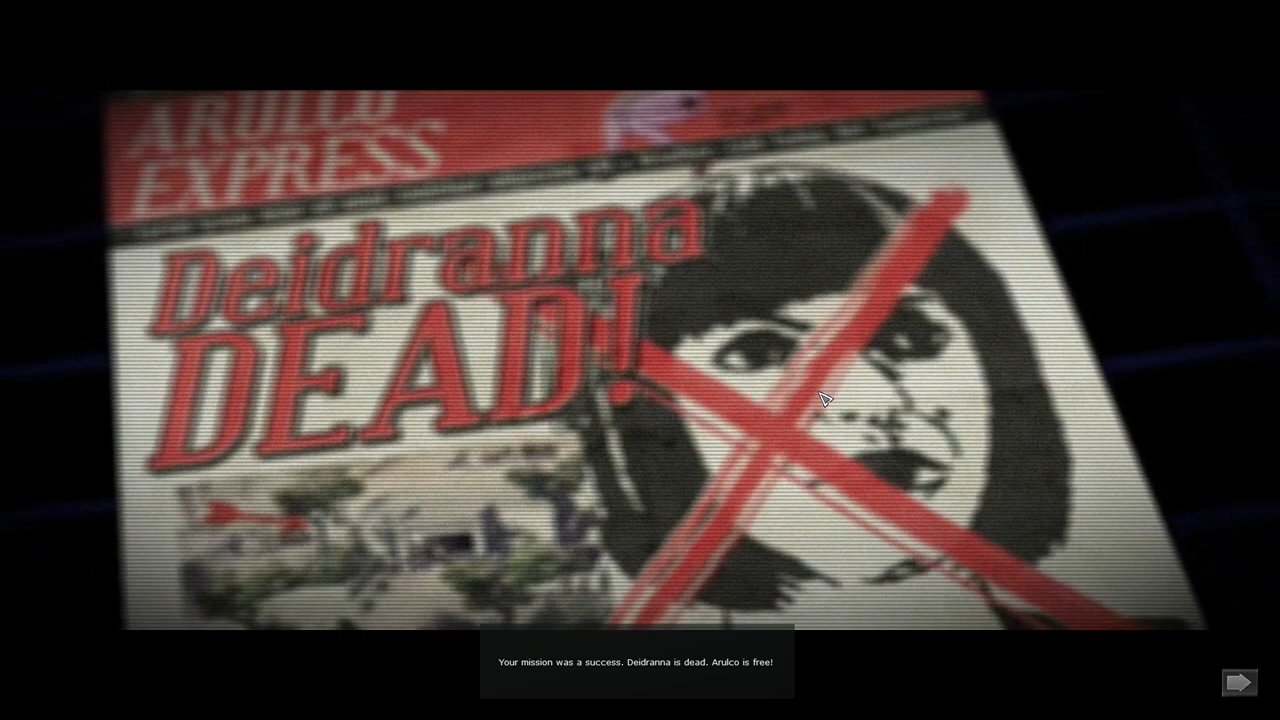 ARULCO
EXPRESS
Deidranna
DEAD!
Your mission was a success. Deidranna is dead. Arulco is free!